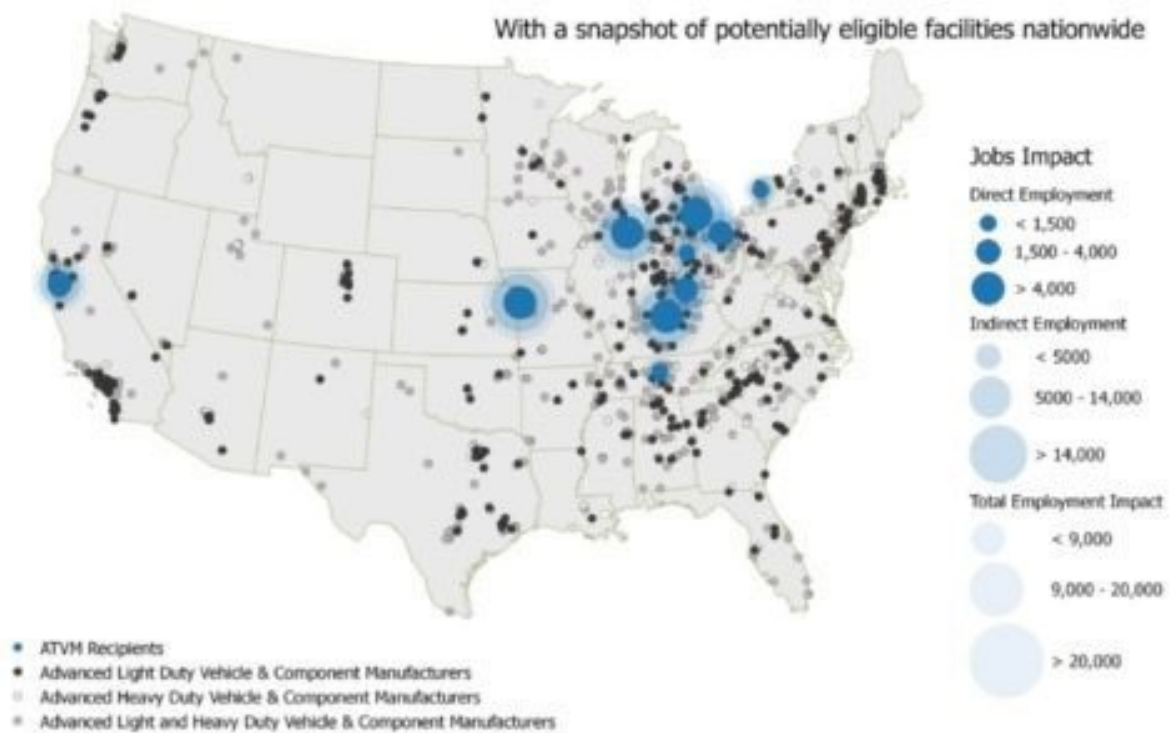 With a snapshot of potentially eligible facilities nationwide
Jobs Impact
Direct Employment
< 1,500
1,500 - 4,000
> 4,000
Indirect Employment
< 5000
5000 - 14,000
> 14,000
Total Employment Impact
< 9,000
9,000 - 20,000
> 20,000
ATVM Recipients
Advanced Light Duty Vehicle & Component Manufacturers
Advanced Heavy Duty Vehicle & Component Manufacturers
Advanced Light and Heavy Duty Vehicle & Component Manufacturers